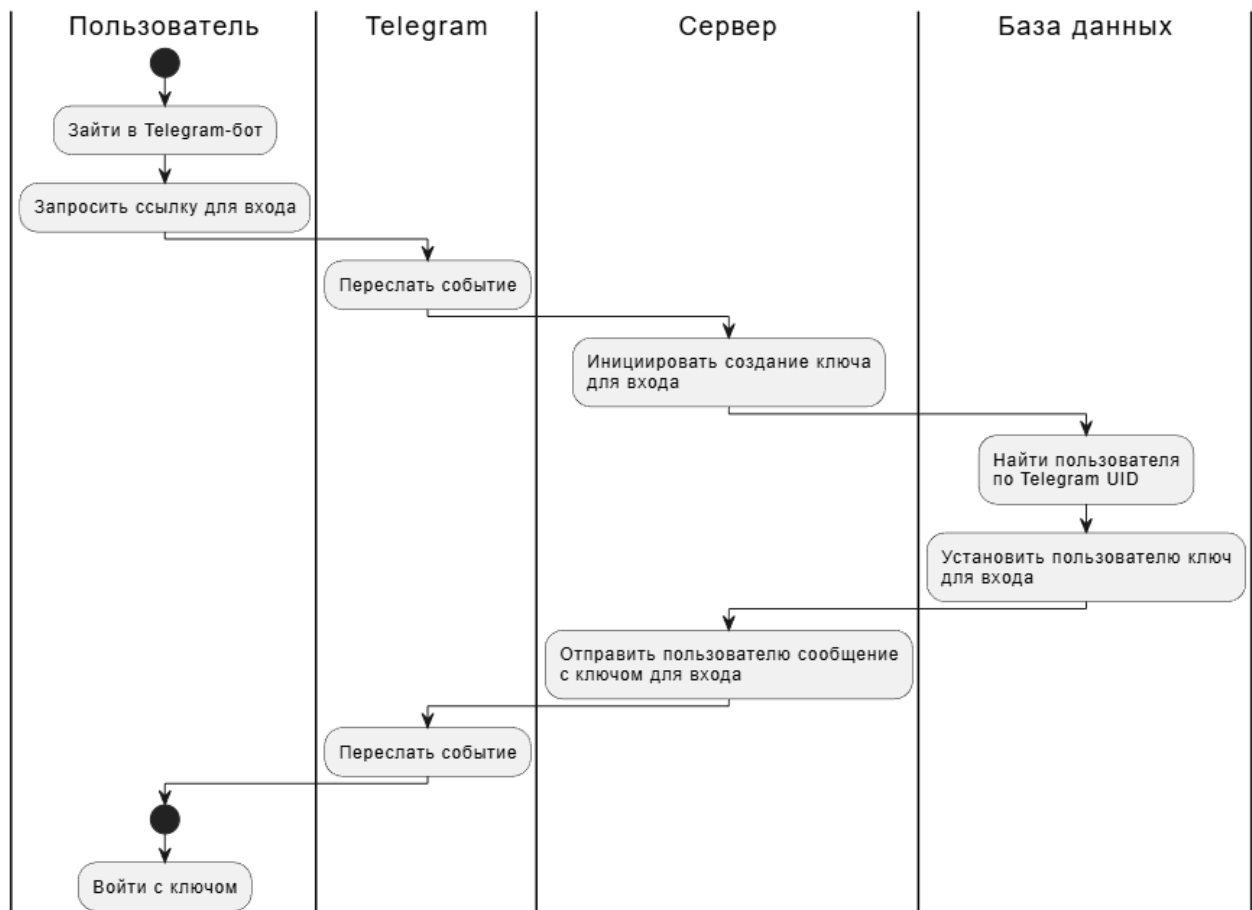 Пользователь
Telegram
Сервер
База данных
Зайти в Telegram-бот
Запросить ссылку для входа
Переслать событие
Инициировать создание ключа
для входа
Найти пользователя
по Telegram UID
Установить пользователю ключ
для входа
Отправить пользователю сообщение
с ключом для входа
Переслать событие
Войти с ключом